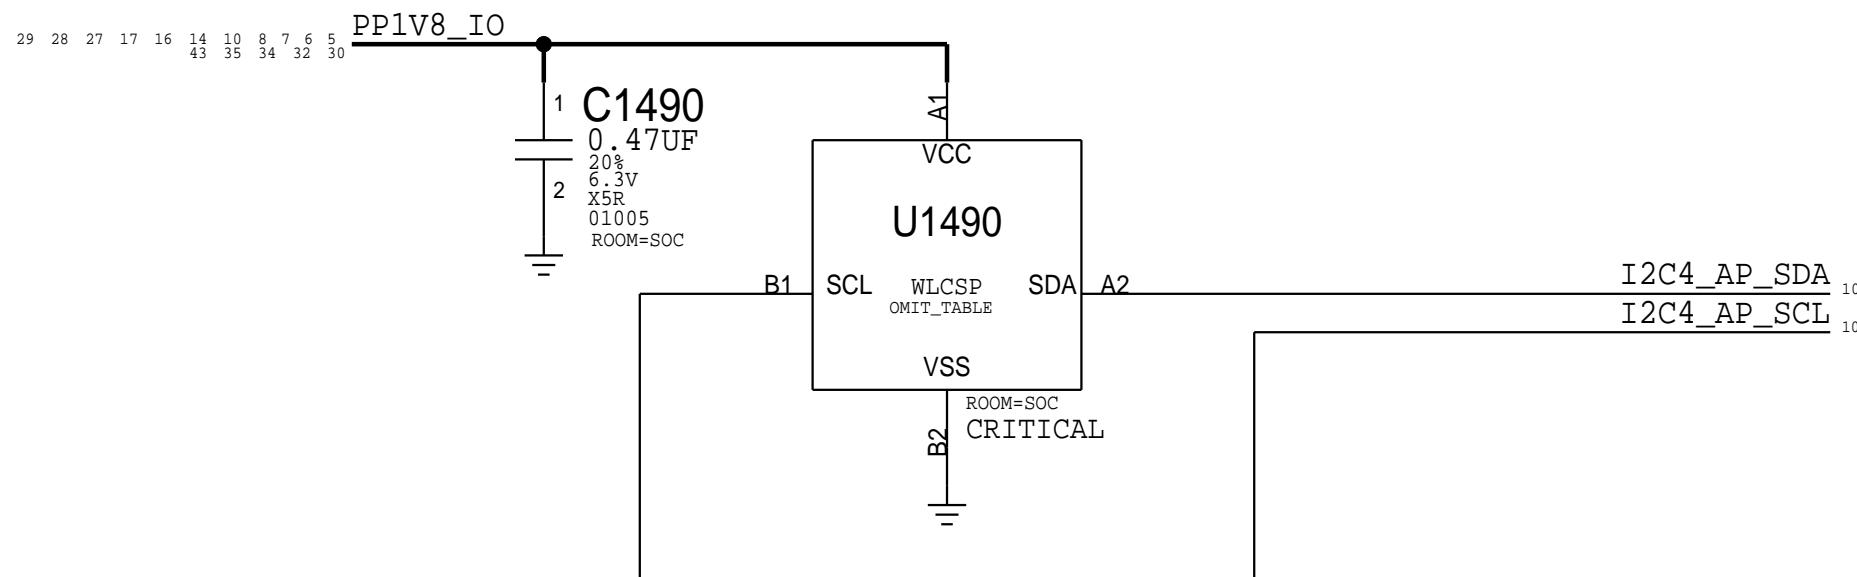 PP1V8_IO
29 28 27 17 16 14 10 8 7 6 5
43 35 34 32 30
1
C1490
0.47UF
20%
6.3V
X5R
01005
ROOM=SOC
2
A1
VCC
U1490
B1
SCL
WLCSP
OMIT_TABLE
SDA
A2
VSS
ROOM=SOC
CRITICAL
B2
I2C4_AP_SDA
10
I2C4_AP_SCL
10